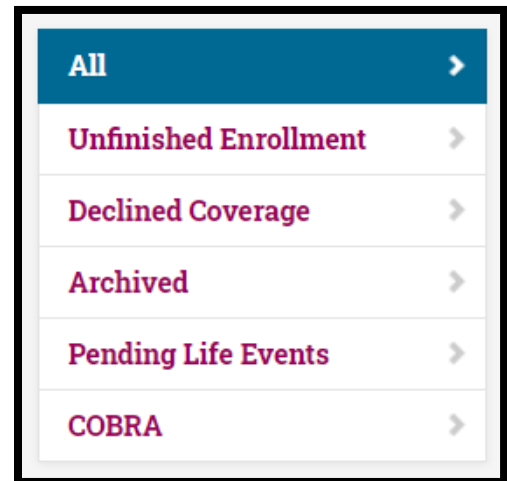 All
Unfinished Enrollment
Declined Coverage
Archived
Pending Life Events
COBRA